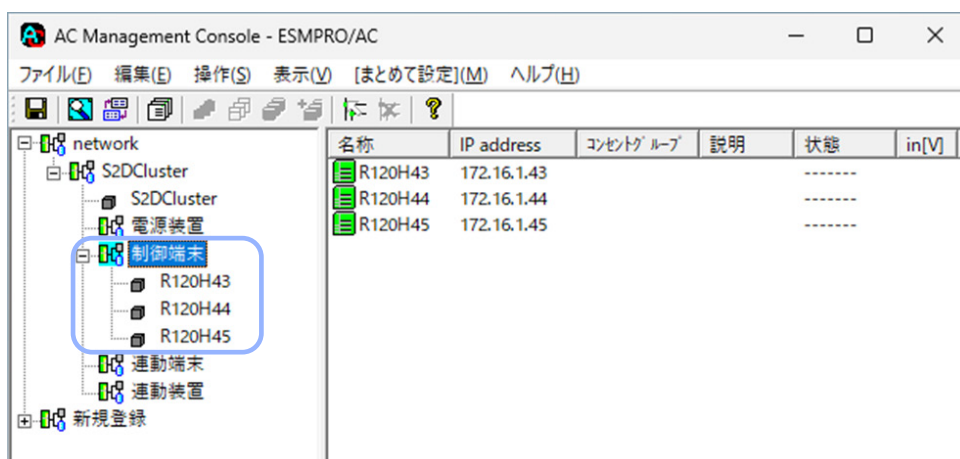 AC Management Console - ESMPRO/AC
ファイル(F) 編集(E) 操作(S) 表示(V) [まとめて設定](M) ヘルプ(H)
名称 IP address コンセントグループ 説明 状態 in[V]
network
S2DCluster
S2DCluster
電源装置
制御端末
R120H43
R120H44
R120H45
連動端末
連動装置
新規登録
R120H43 172.16.1.43 -------
R120H44 172.16.1.44 -------
R120H45 172.16.1.45 -------